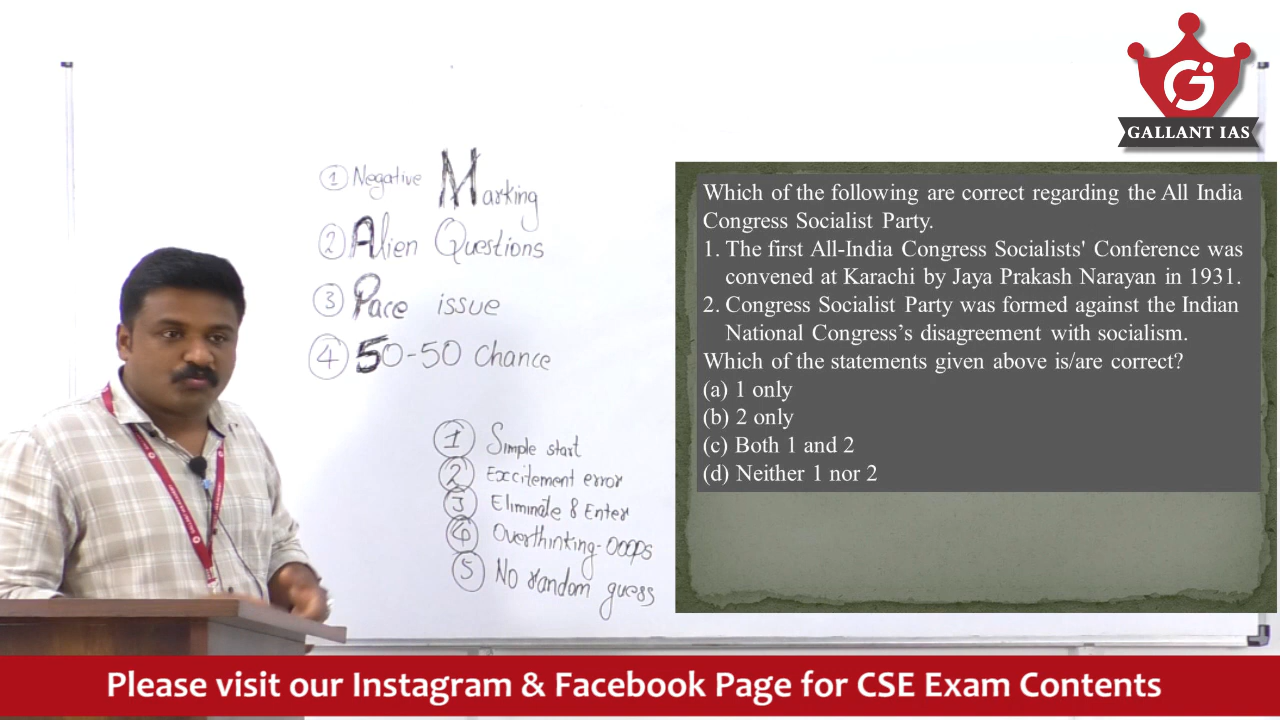 GALLANT IAS
1 Negative Marking
2 Alien Questions
3 Pace issue
4 50-50 Chance
1 Simple start
2 Excitement error
3 Eliminate & Enter
4 Overthinking-Ooops
5 No random guess
Which of the following are correct regarding the All India
Congress Socialist Party.
1. The first All-India Congress Socialists' Conference was
convened at Karachi by Jaya Prakash Narayan in 1931.
2. Congress Socialist Party was formed against the Indian
National Congress’s disagreement with socialism.
Which of the statements given above is/are correct?
(a) 1 only
(b) 2 only
(c) Both 1 and 2
(d) Neither 1 nor 2
Please visit our Instagram & Facebook Page for CSE Exam Contents